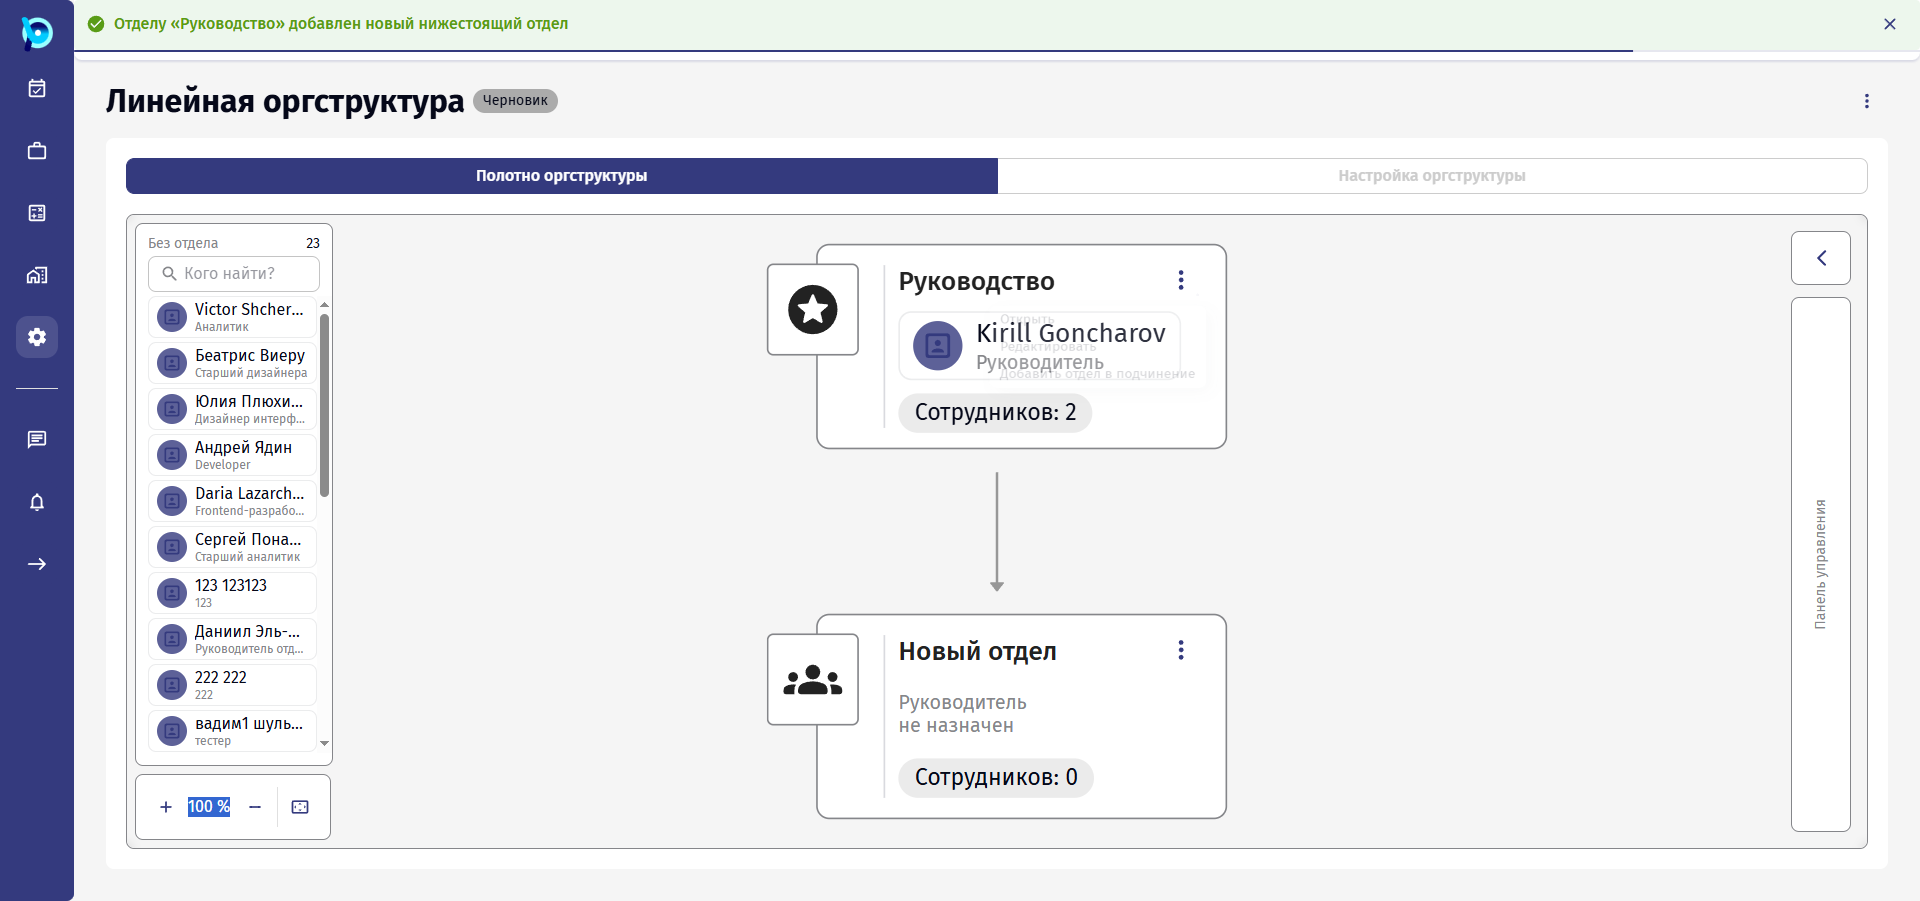 Отделу «Руководство» добавлен новый нижестоящий отдел
Линейная оргструктура
Черновик
Полотно оргструктуры
Настройка оргструктуры
Без отдела
23
Кого найти?
Victor Shcher...
Аналитик
Беатрис Виеру
Старший дизайнера
Юлия Плюхи...
Дизайнер интерф...
Андрей Ядин
Developer
Daria Lazarch...
Frontend-разрабо...
Сергей Пона...
Старший аналитик
123 123123
123
Даниил Эль-...
Руководитель отд...
222 222
222
вадим1 шуль...
тестер
100 %
Руководство
Открыть
Kirill Goncharov
Редактировать
Руководитель
Добавить отдел в подчинение
Сотрудников: 2
Новый отдел
Руководитель
не назначен
Сотрудников: 0
Панель управления